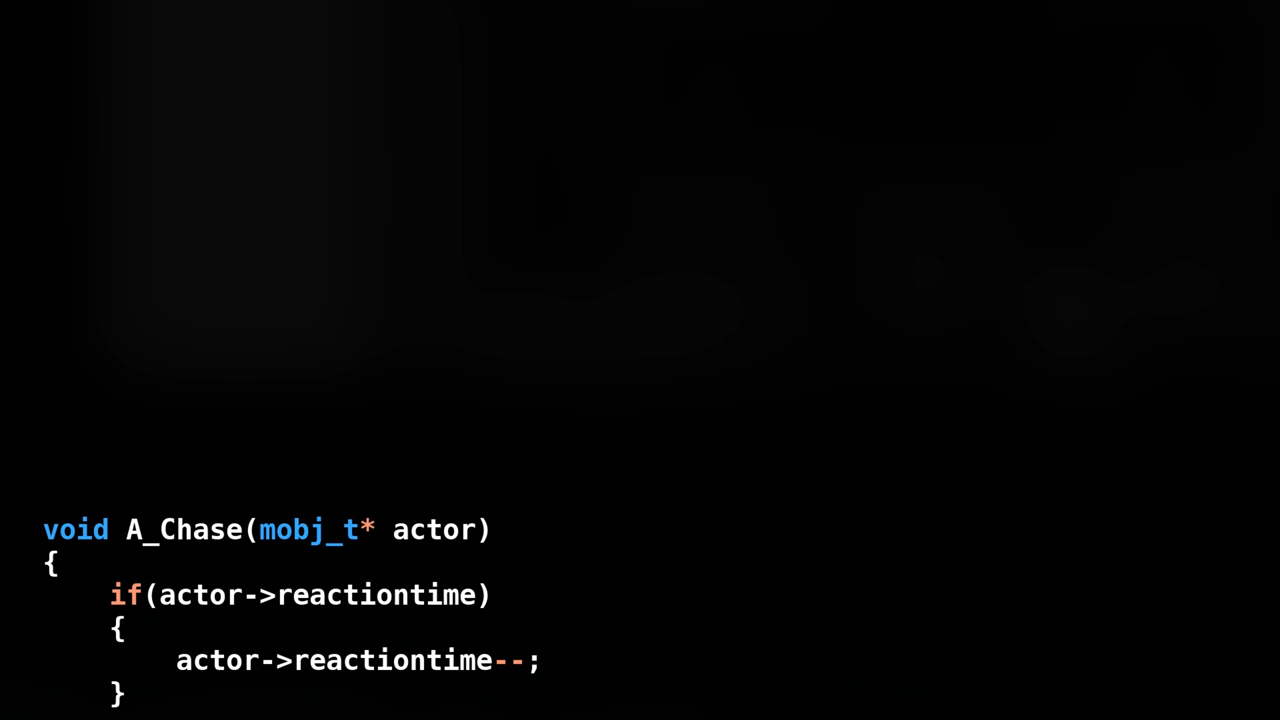 void A_Chase(mobj_t* actor)
{
    if(actor->reactiontime)
    {
        actor->reactiontime--;
    }